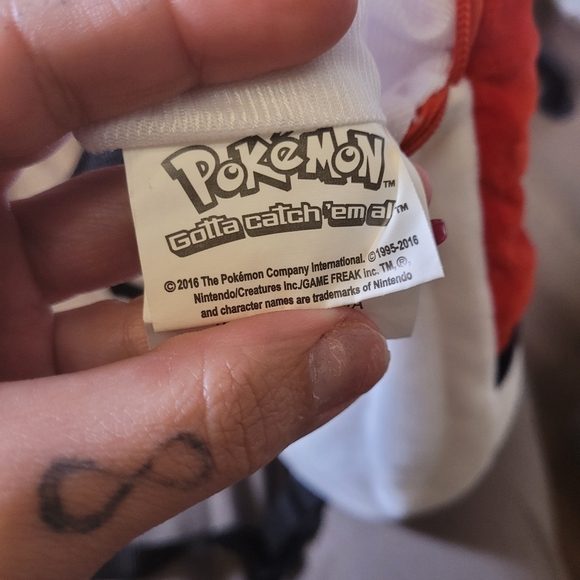 POKéMON™
Gotta catch 'em al™
© 2016 The Pokémon Company International. ©1995-2016
Nintendo/Creatures Inc./GAME FREAK inc. TM, ®,
and character names are trademarks of Nintendo